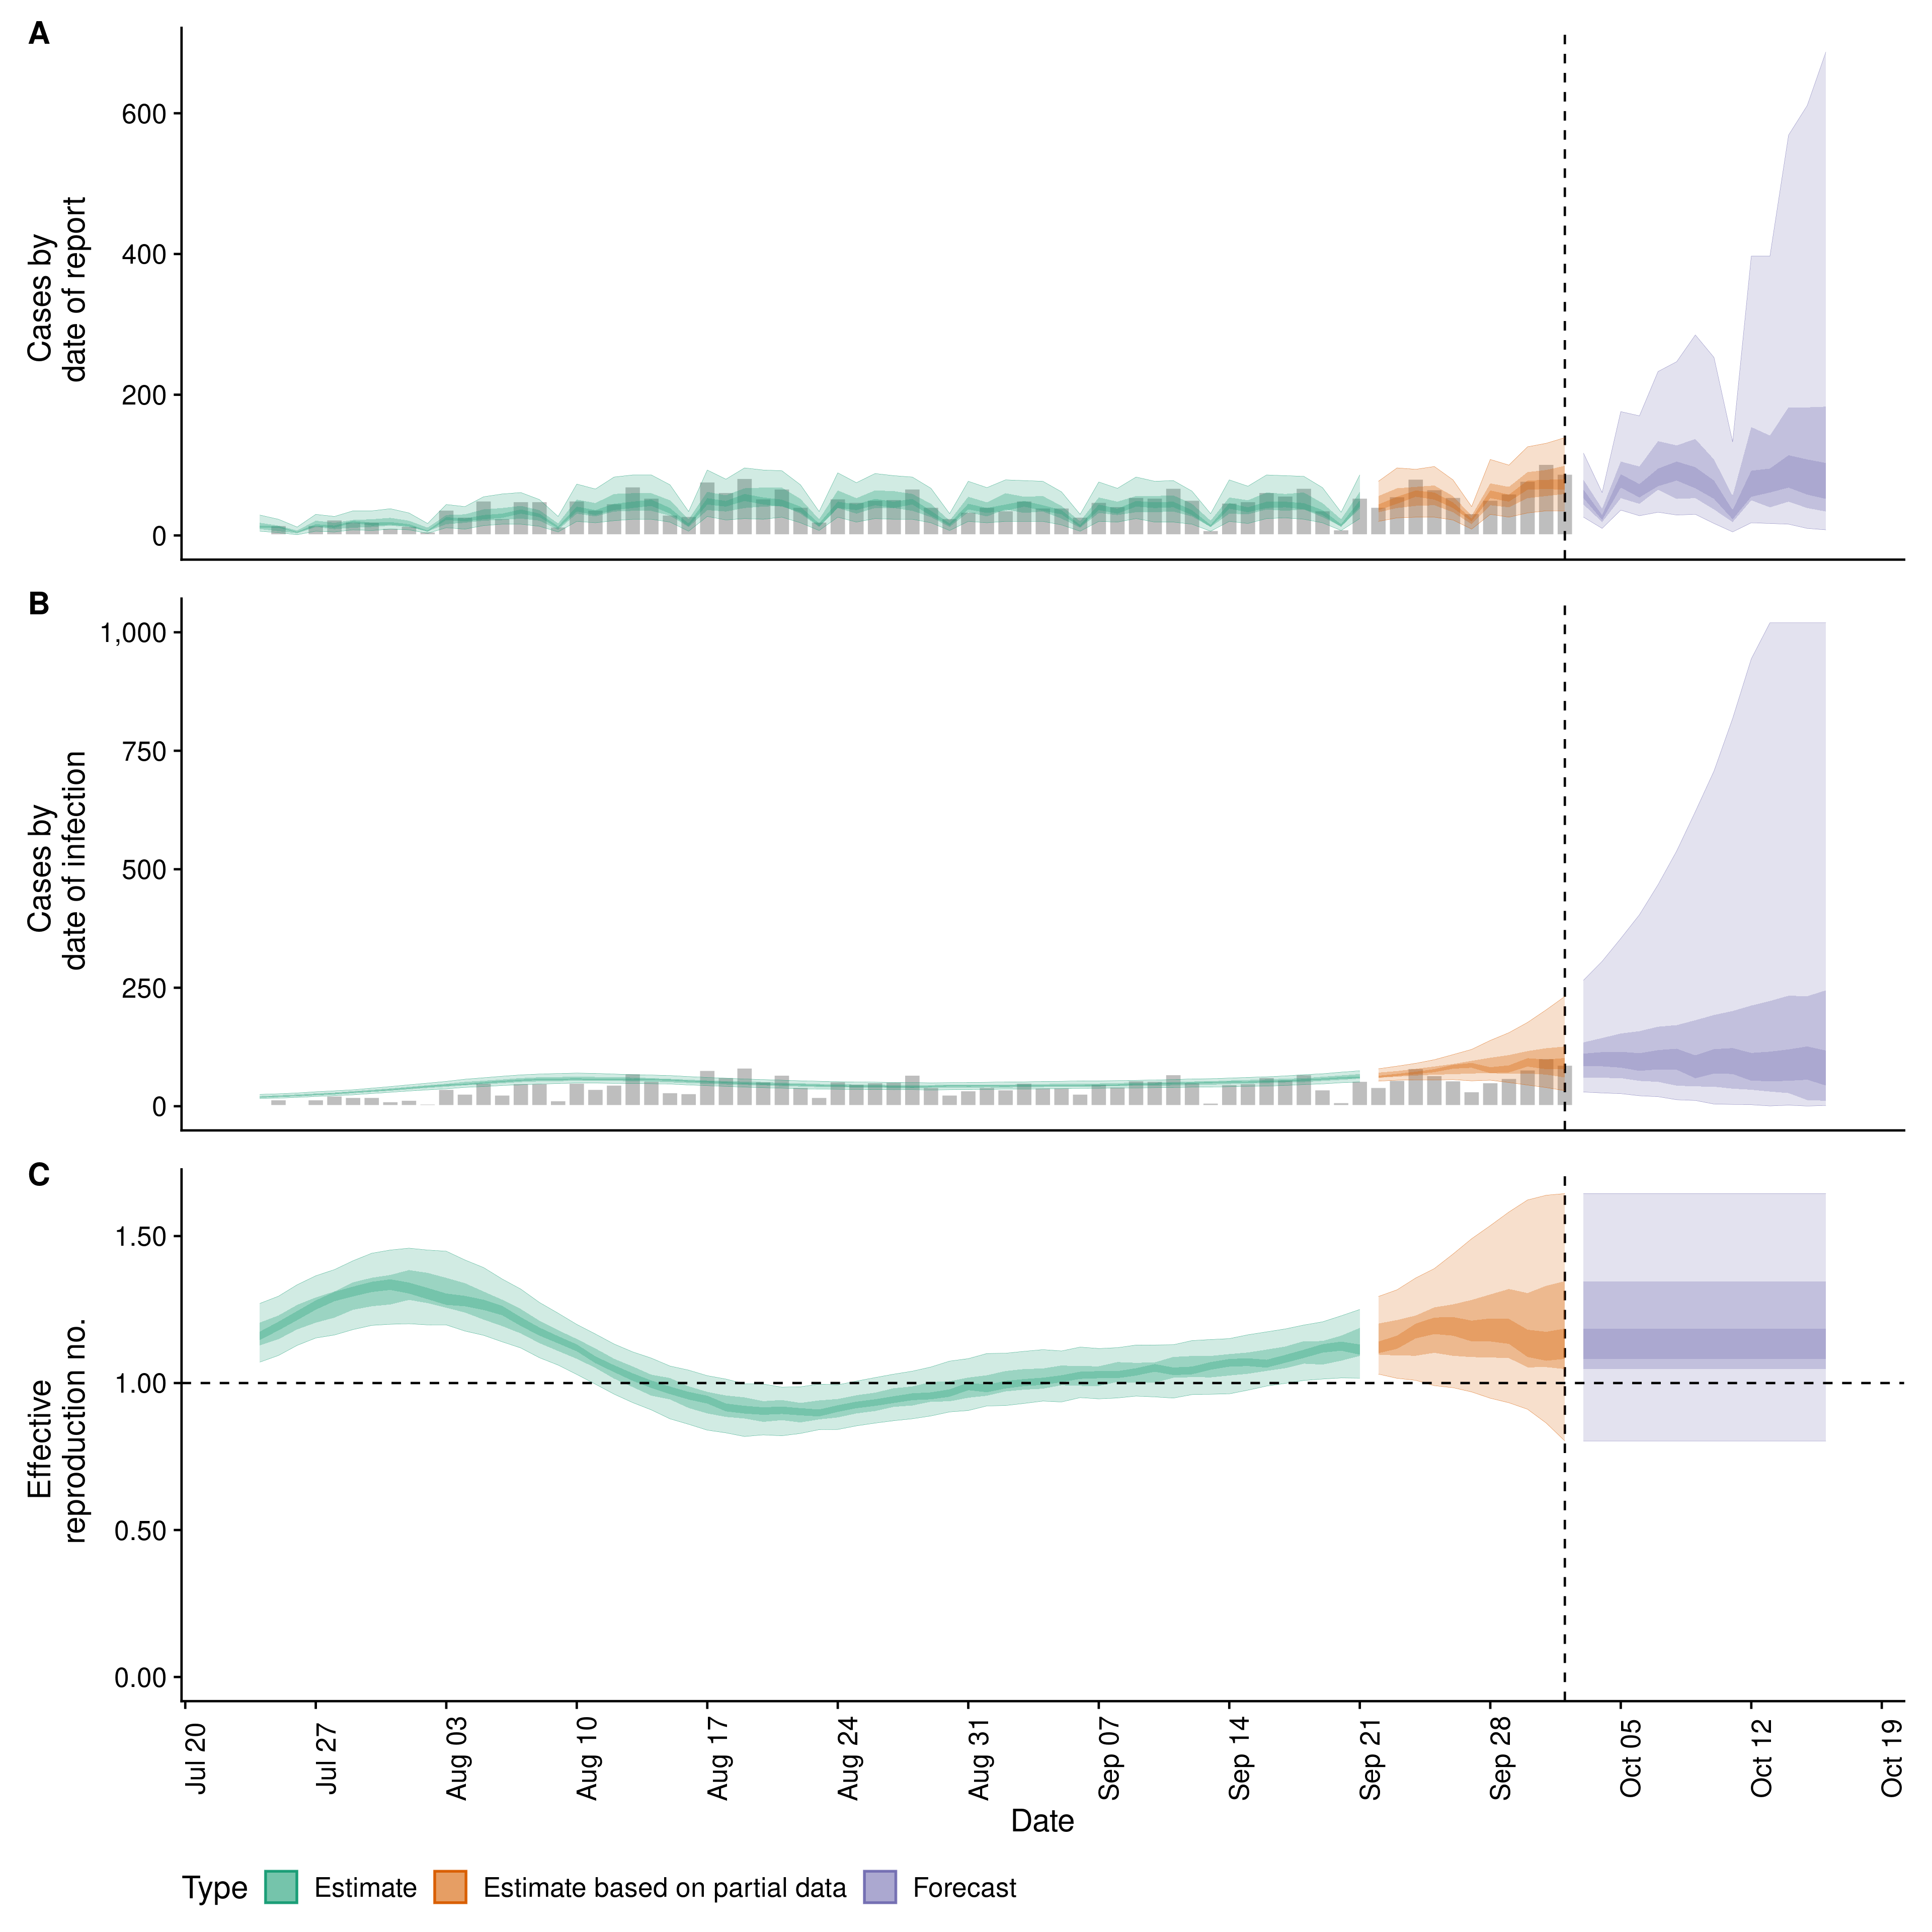 A
Cases by
date of report
600
400
200
0
B
Cases by
date of infection
1,000
750
500
250
0
C
Effective
reproduction no.
1.50
1.00
0.50
0.00
Jul 20
Jul 27
Aug 03
Aug 10
Aug 17
Aug 24
Aug 31
Sep 07
Sep 14
Sep 21
Sep 28
Oct 05
Oct 12
Oct 19
Date
Type
Estimate
Estimate based on partial data
Forecast